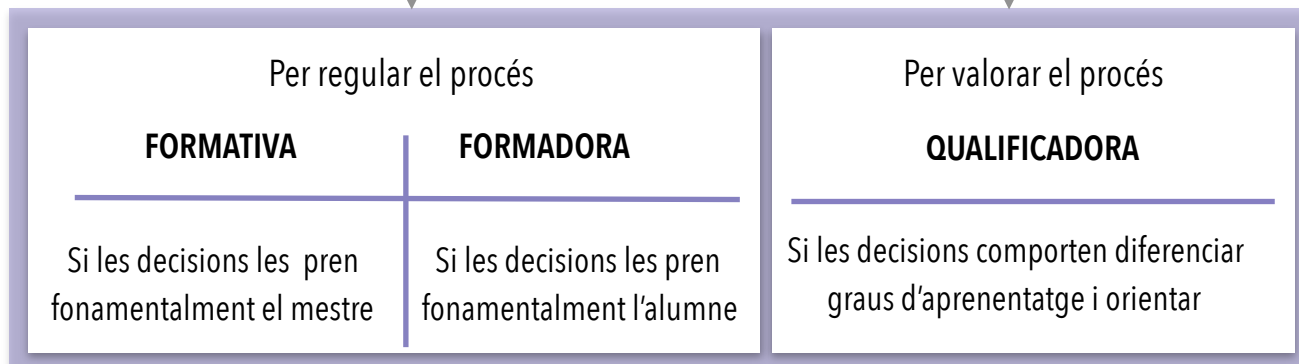 Per regular el procés
FORMATIVA
FORMADORA
Si les decisions les pren
fonamentalment el mestre
Si les decisions les pren
fonamentalment l'alumne
Per valorar el procés
QUALIFICADORA
Si les decisions comporten diferenciar
graus d'aprenentatge i orientar